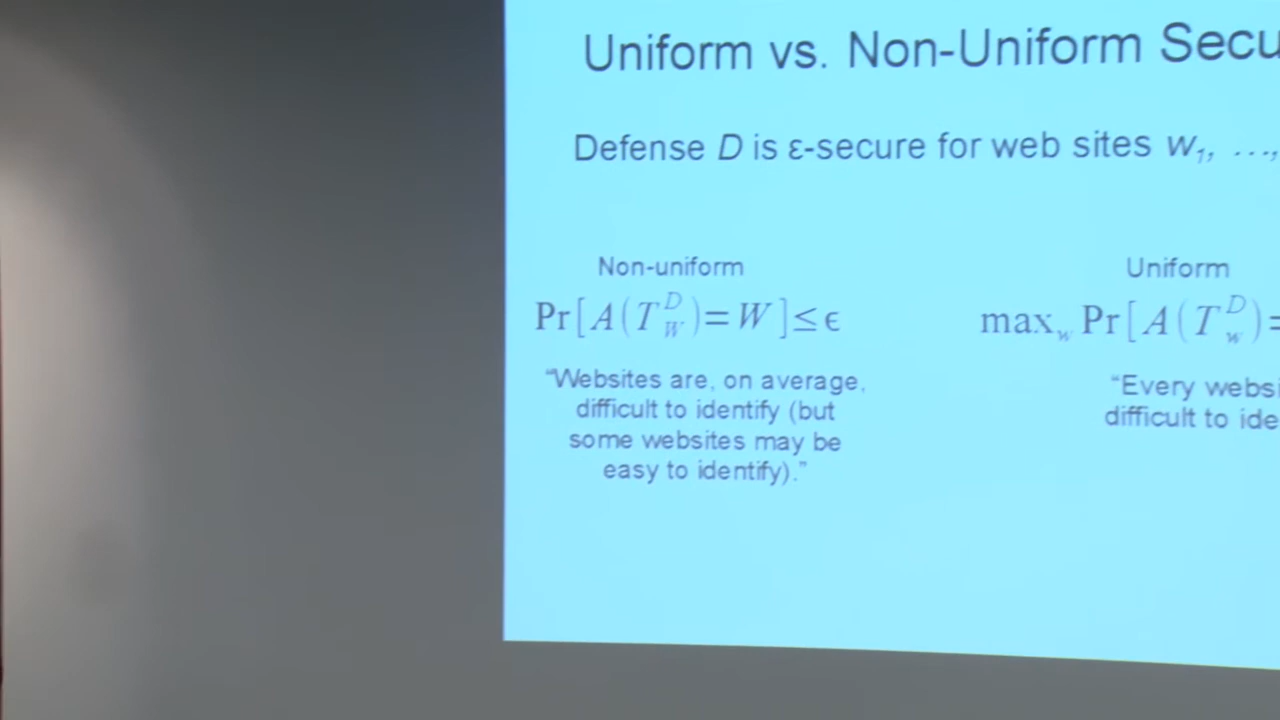 Uniform vs. Non-Uniform Secu
Defense D is ε-secure for web sites w₁, …,
Non-uniform
Uniform
Pr[A(T_W^D)=W]≤ϵ
max_w Pr[A(T_w^D)=
“Websites are, on average,
difficult to identify (but
some websites may be
easy to identify).”
“Every websi
difficult to ide